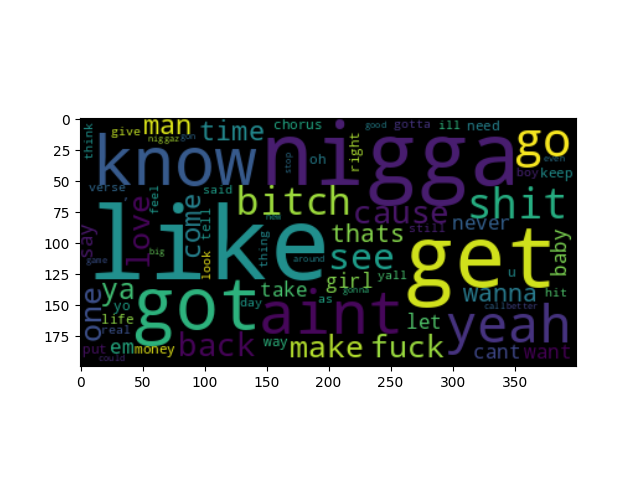 0
25
50
75
100
125
150
175
0 50 100 150 200 250 300 350
think give man time chorus good gotta ill need
niggaz gun
know nigga go
stop oh right even
boy keep
verse said bitch shit
love feel come tell cause never
say new still
like thats get baby
big look thing see
game around
girl yall u
ya take gonna wanna hit
one yo got day as aint callbetter
life let yeah
real
put em money back way make fuck cant want
could